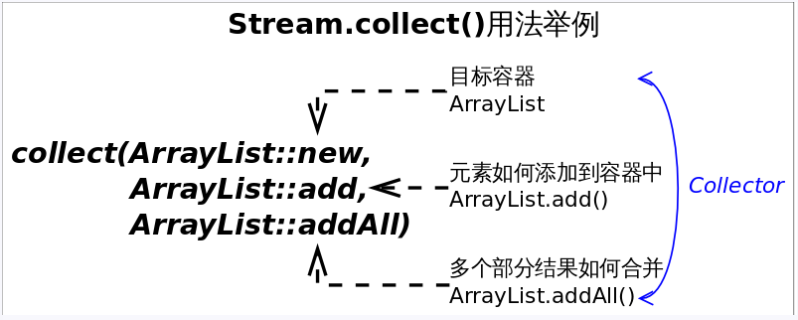 Stream.collect()用法举例
目标容器
ArrayList
collect(ArrayList::new,
元素如何添加到容器中
ArrayList::add,
ArrayList.add()
Collector
ArrayList::addAll)
多个部分结果如何合并
ArrayList.addAll()